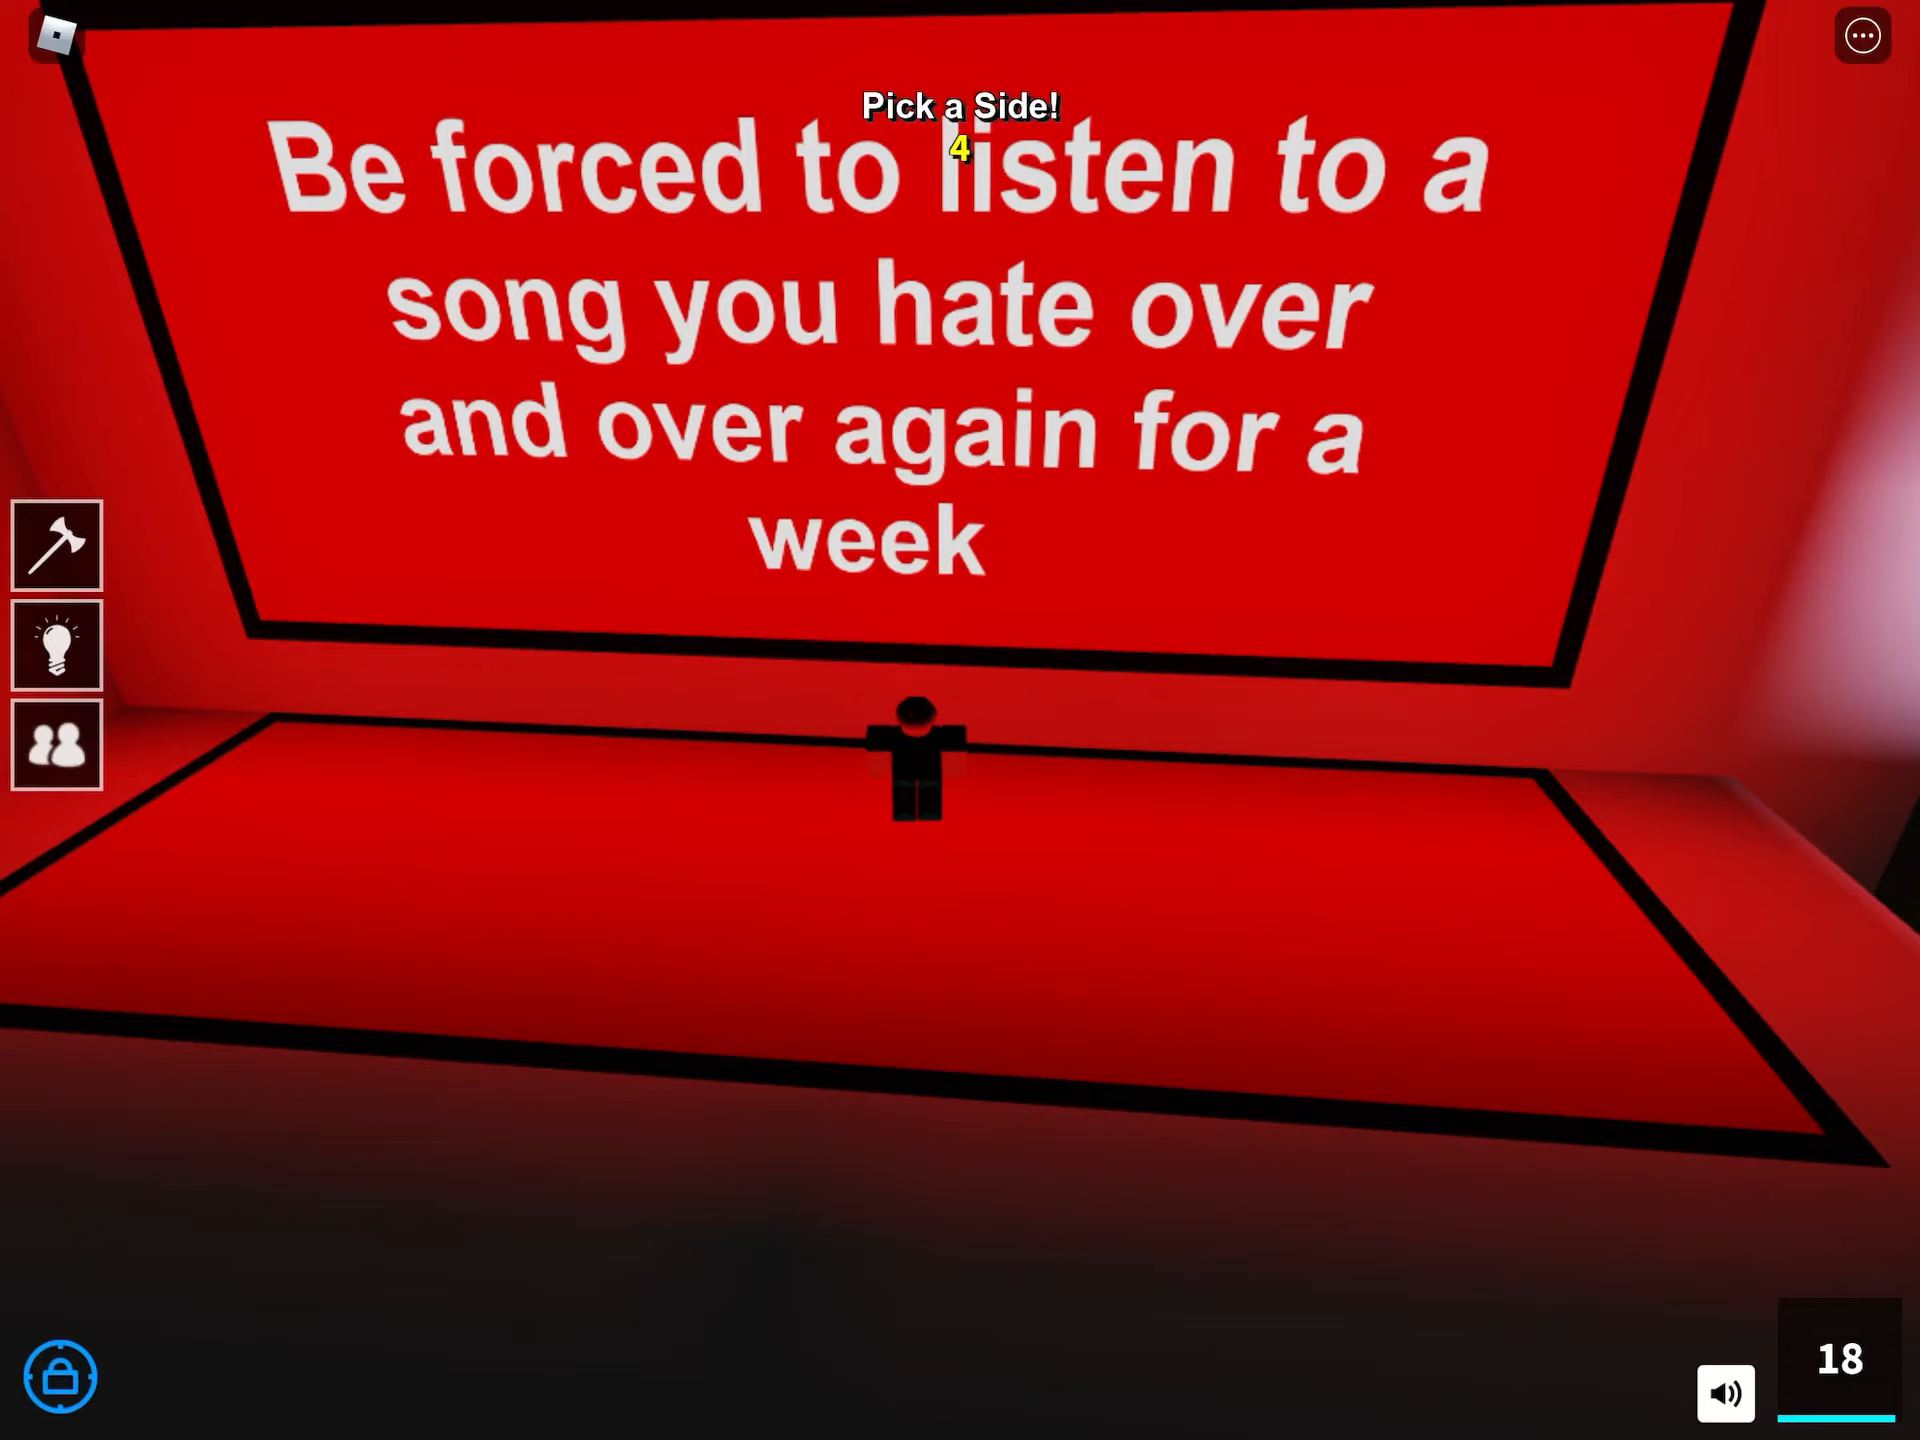 Pick a Side!
4
Be forced to listen to a
song you hate over
and over again for a
week
18